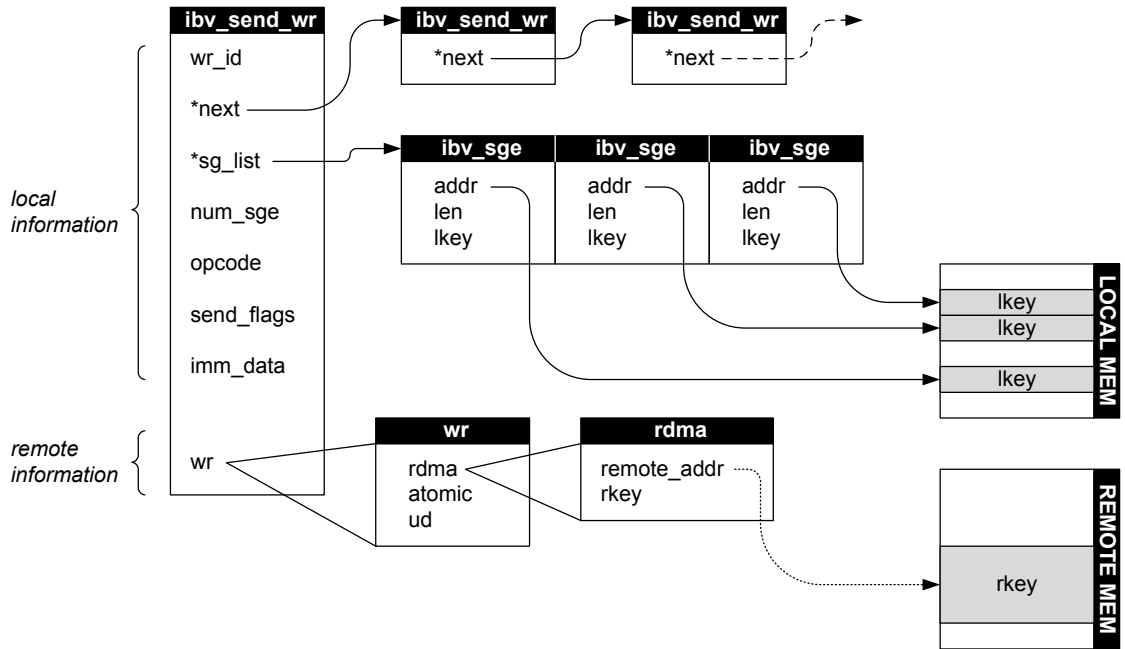 ibv_send_wr
wr_id
*next
*sg_list
num_sge
opcode
send_flags
imm_data
wr
local
information
remote
information
ibv_send_wr
*next
ibv_send_wr
*next
ibv_sge
addr
len
lkey
ibv_sge
addr
len
lkey
ibv_sge
addr
len
lkey
lkey
lkey
lkey
LOCAL MEM
wr
rdma
atomic
ud
rdma
remote_addr
rkey
rkey
REMOTE MEM